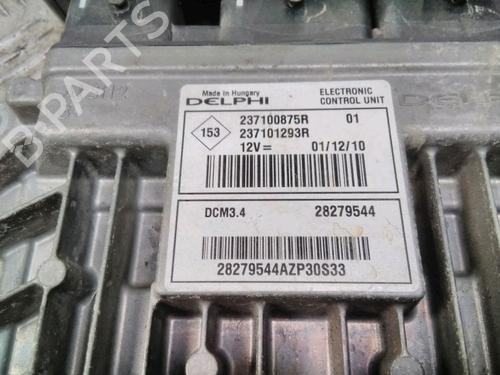 B-PARTS
Made in Hungary
DELPHI
ELECTRONIC
CONTROL UNIT
153
237100875R 01
237101293R
12V= 01/12/10
DCM3.4 28279544
28279544AZP30S33